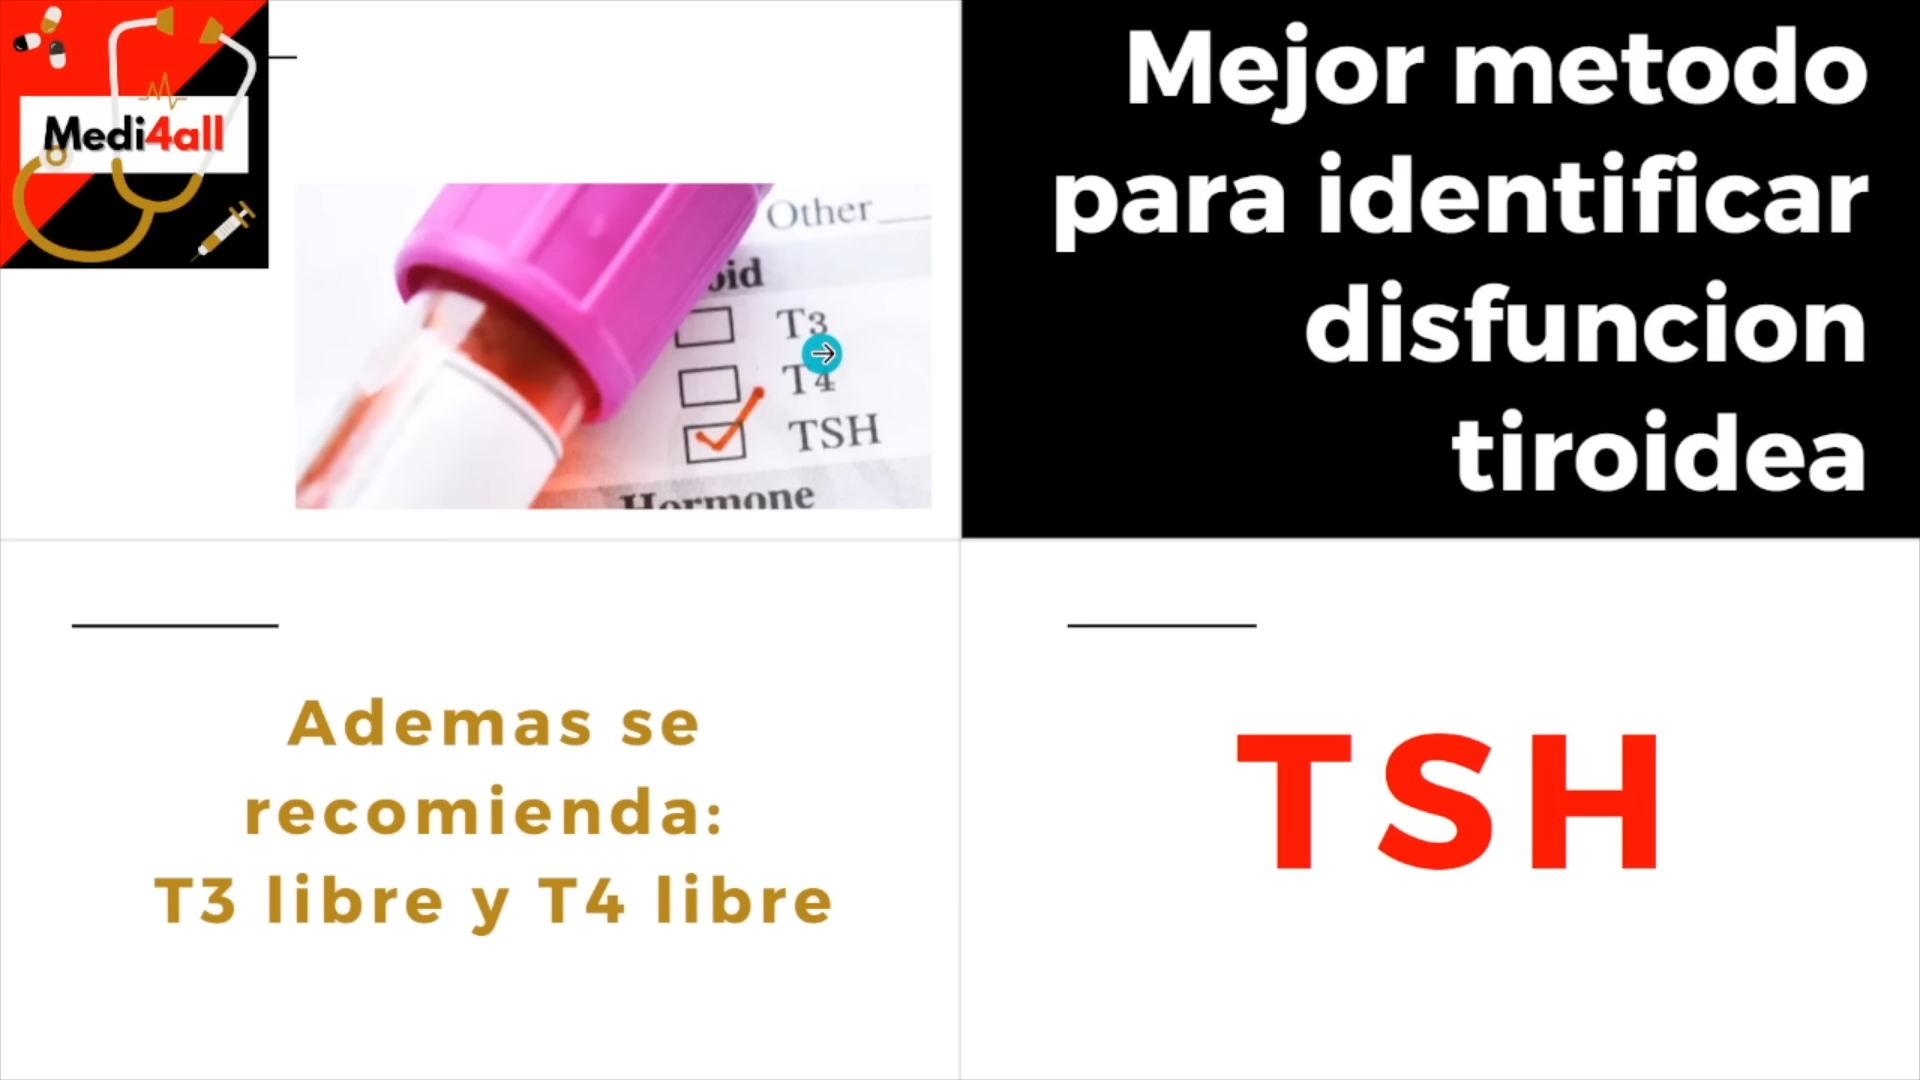 Medi4all
Other
oid
T3
T4
TSH
Hormone
Mejor metodo
para identificar
disfuncion
tiroidea
Ademas se
recomienda:
T3 libre y T4 libre
TSH